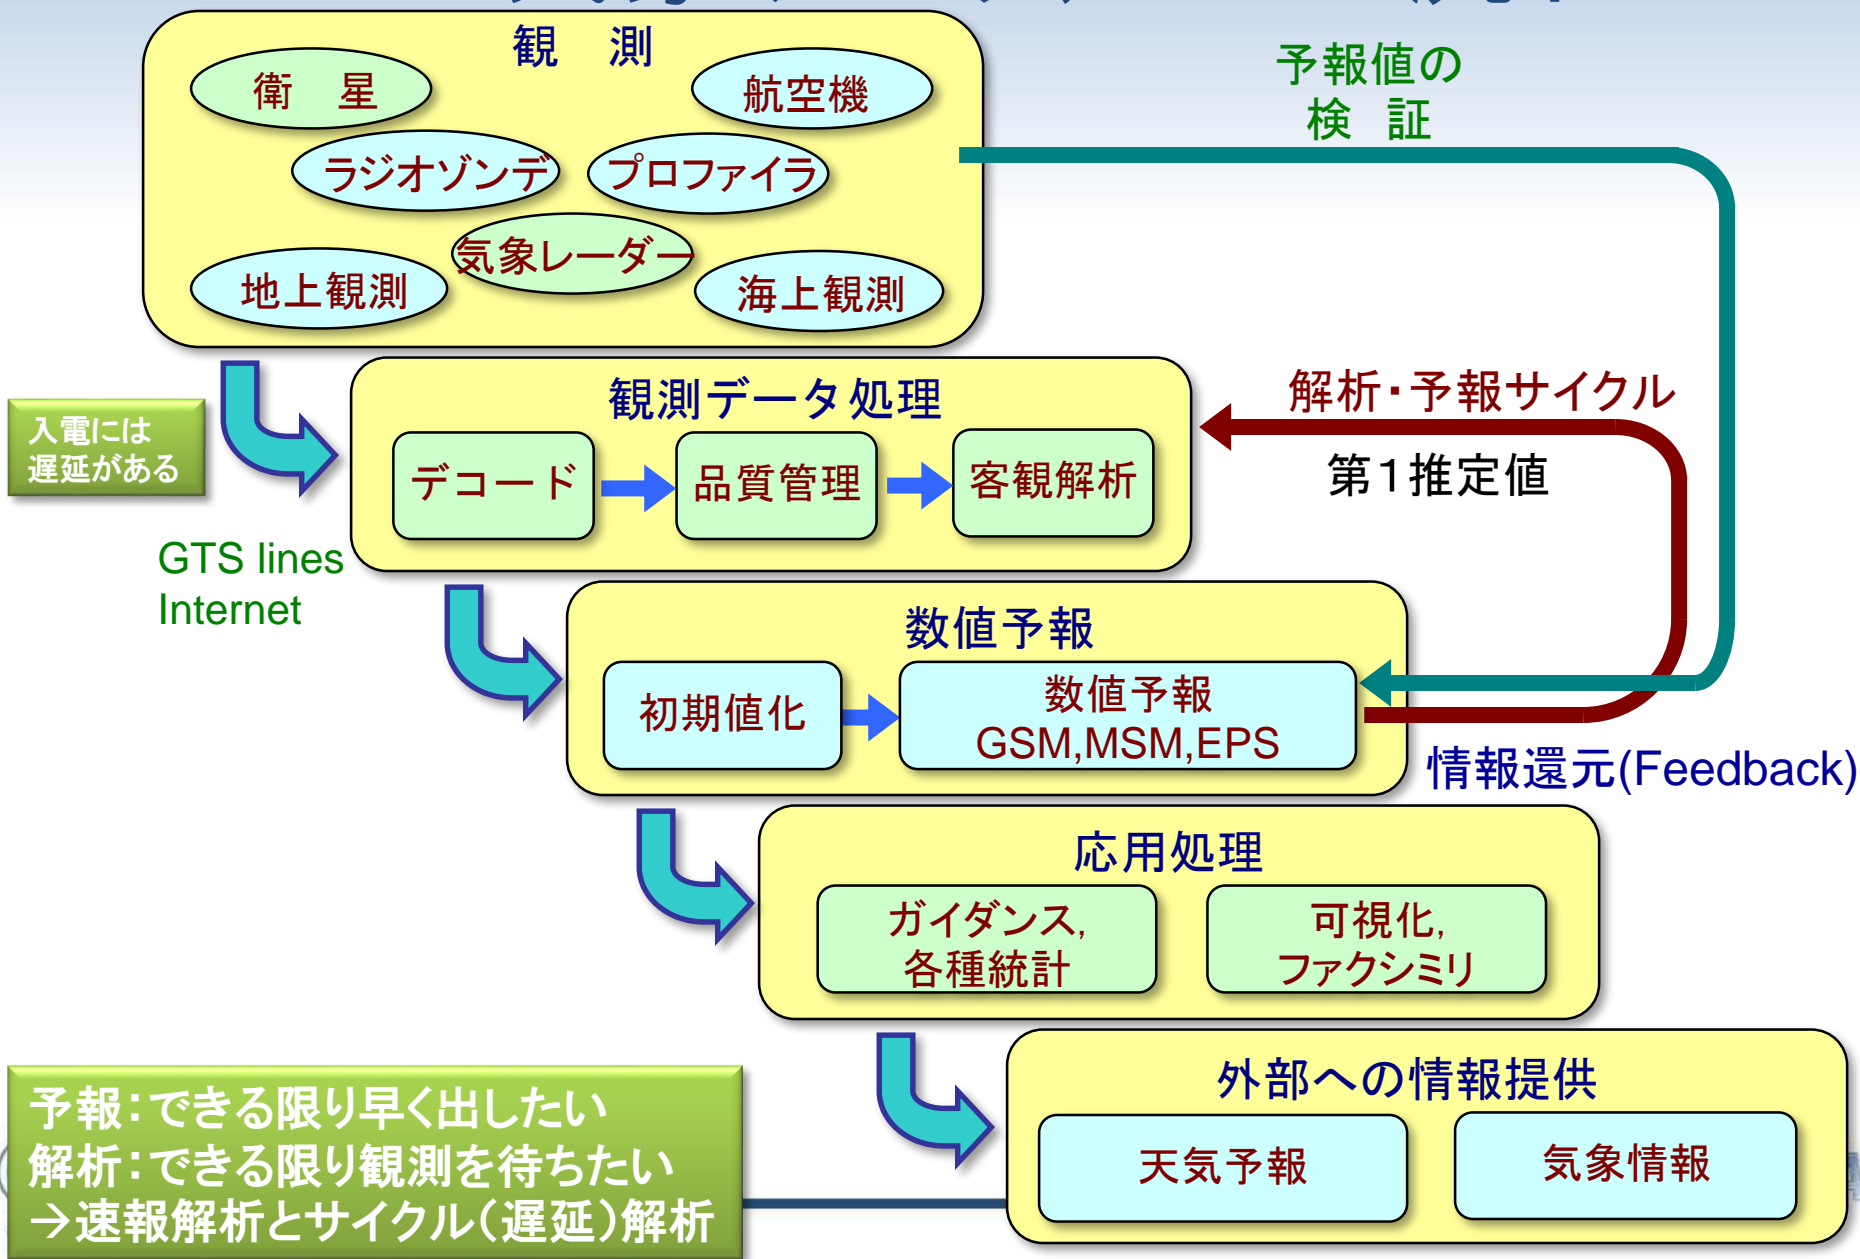 観　測
衛　星
航空機
ラジオゾンデ
プロファイラ
気象レーダー
地上観測
海上観測
予報値の
検　証
入電には
遅延がある
GTS lines
Internet
観測データ処理
デコード
品質管理
客観解析
解析・予報サイクル
第１推定値
数値予報
初期値化
数値予報
GSM,MSM,EPS
情報還元(Feedback)
応用処理
ガイダンス,
各種統計
可視化,
ファクシミリ
外部への情報提供
天気予報
気象情報
予報：できる限り早く出したい
解析：できる限り観測を待ちたい
→速報解析とサイクル（遅延）解析